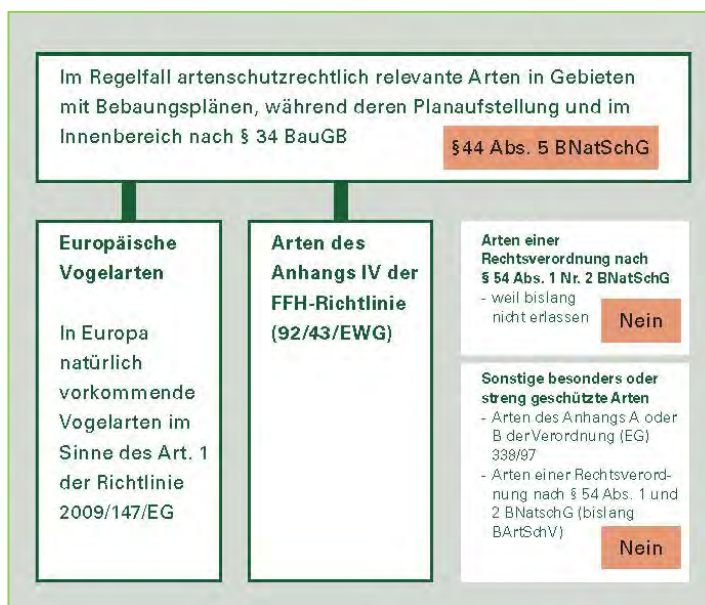 Im Regelfall artenschutzrechtlich relevante Arten in Gebieten
mit Bebaungsplänen, während deren Planaufstellung und im
Innenbereich nach § 34 BauGB
§44 Abs. 5 BNatSchG
Europäische
Vogelarten
In Europa
natürlich
vorkommende
Vogelarten im
Sinne des Art. 1
der Richtlinie
2009/147/EG
Arten des
Anhangs IV der
FFH-Richtlinie
(92/43/EWG)
Arten einer
Rechtsverordnung nach
§ 54 Abs. 1 Nr. 2 BNatSchG
- weil bislang
nicht erlassen
Nein
Sonstige besonders oder
streng geschützte Arten
- Arten des Anhangs A oder
B der Verordnung (EG)
338/97
- Arten einer Rechtsverord-
nung nach § 54 Abs. 1 und
2 BNatschG (bislang
BArtSchV)
Nein